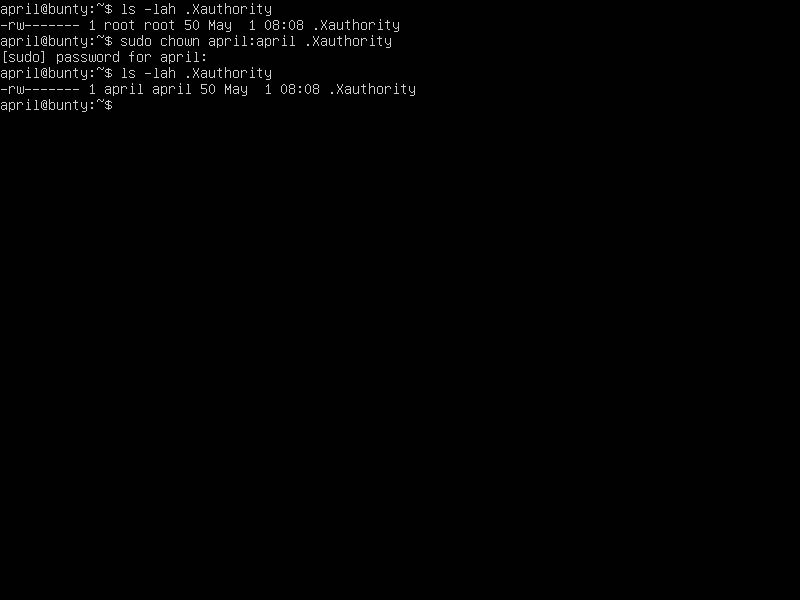 april@bunty:~$ ls -lah .Xauthority
-rw------- 1 root root 50 May  1 08:08 .Xauthority
april@bunty:~$ sudo chown april:april .Xauthority
[sudo] password for april:
april@bunty:~$ ls -lah .Xauthority
-rw------- 1 april april 50 May  1 08:08 .Xauthority
april@bunty:~$